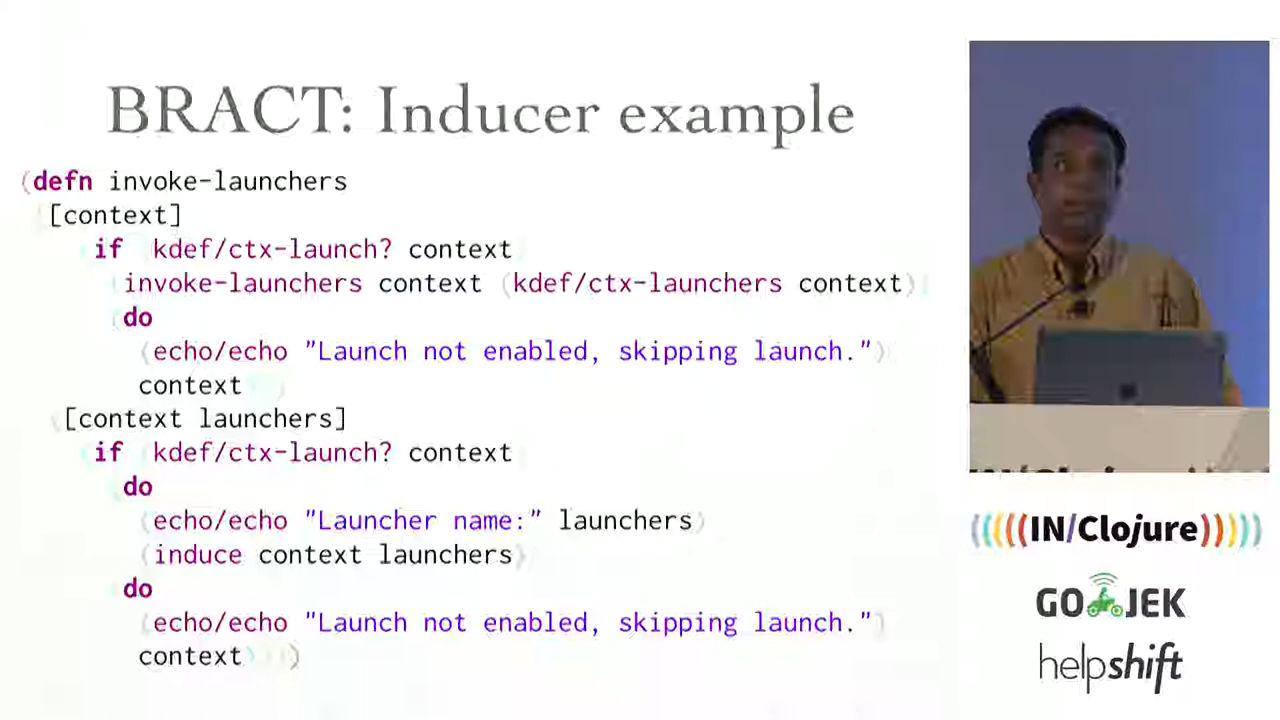 BRACT: Inducer example
(defn invoke-launchers
([context]
(if (kdef/ctx-launch? context)
(invoke-launchers context (kdef/ctx-launchers context))
(do
(echo/echo "Launch not enabled, skipping launch.")
context)))
([context launchers]
(if (kdef/ctx-launch? context)
(do
(echo/echo "Launcher name:" launchers)
(induce context launchers))
(do
(echo/echo "Launch not enabled, skipping launch.")
context))))
(((((IN/Clojure)))))
GOJEK
helpshift